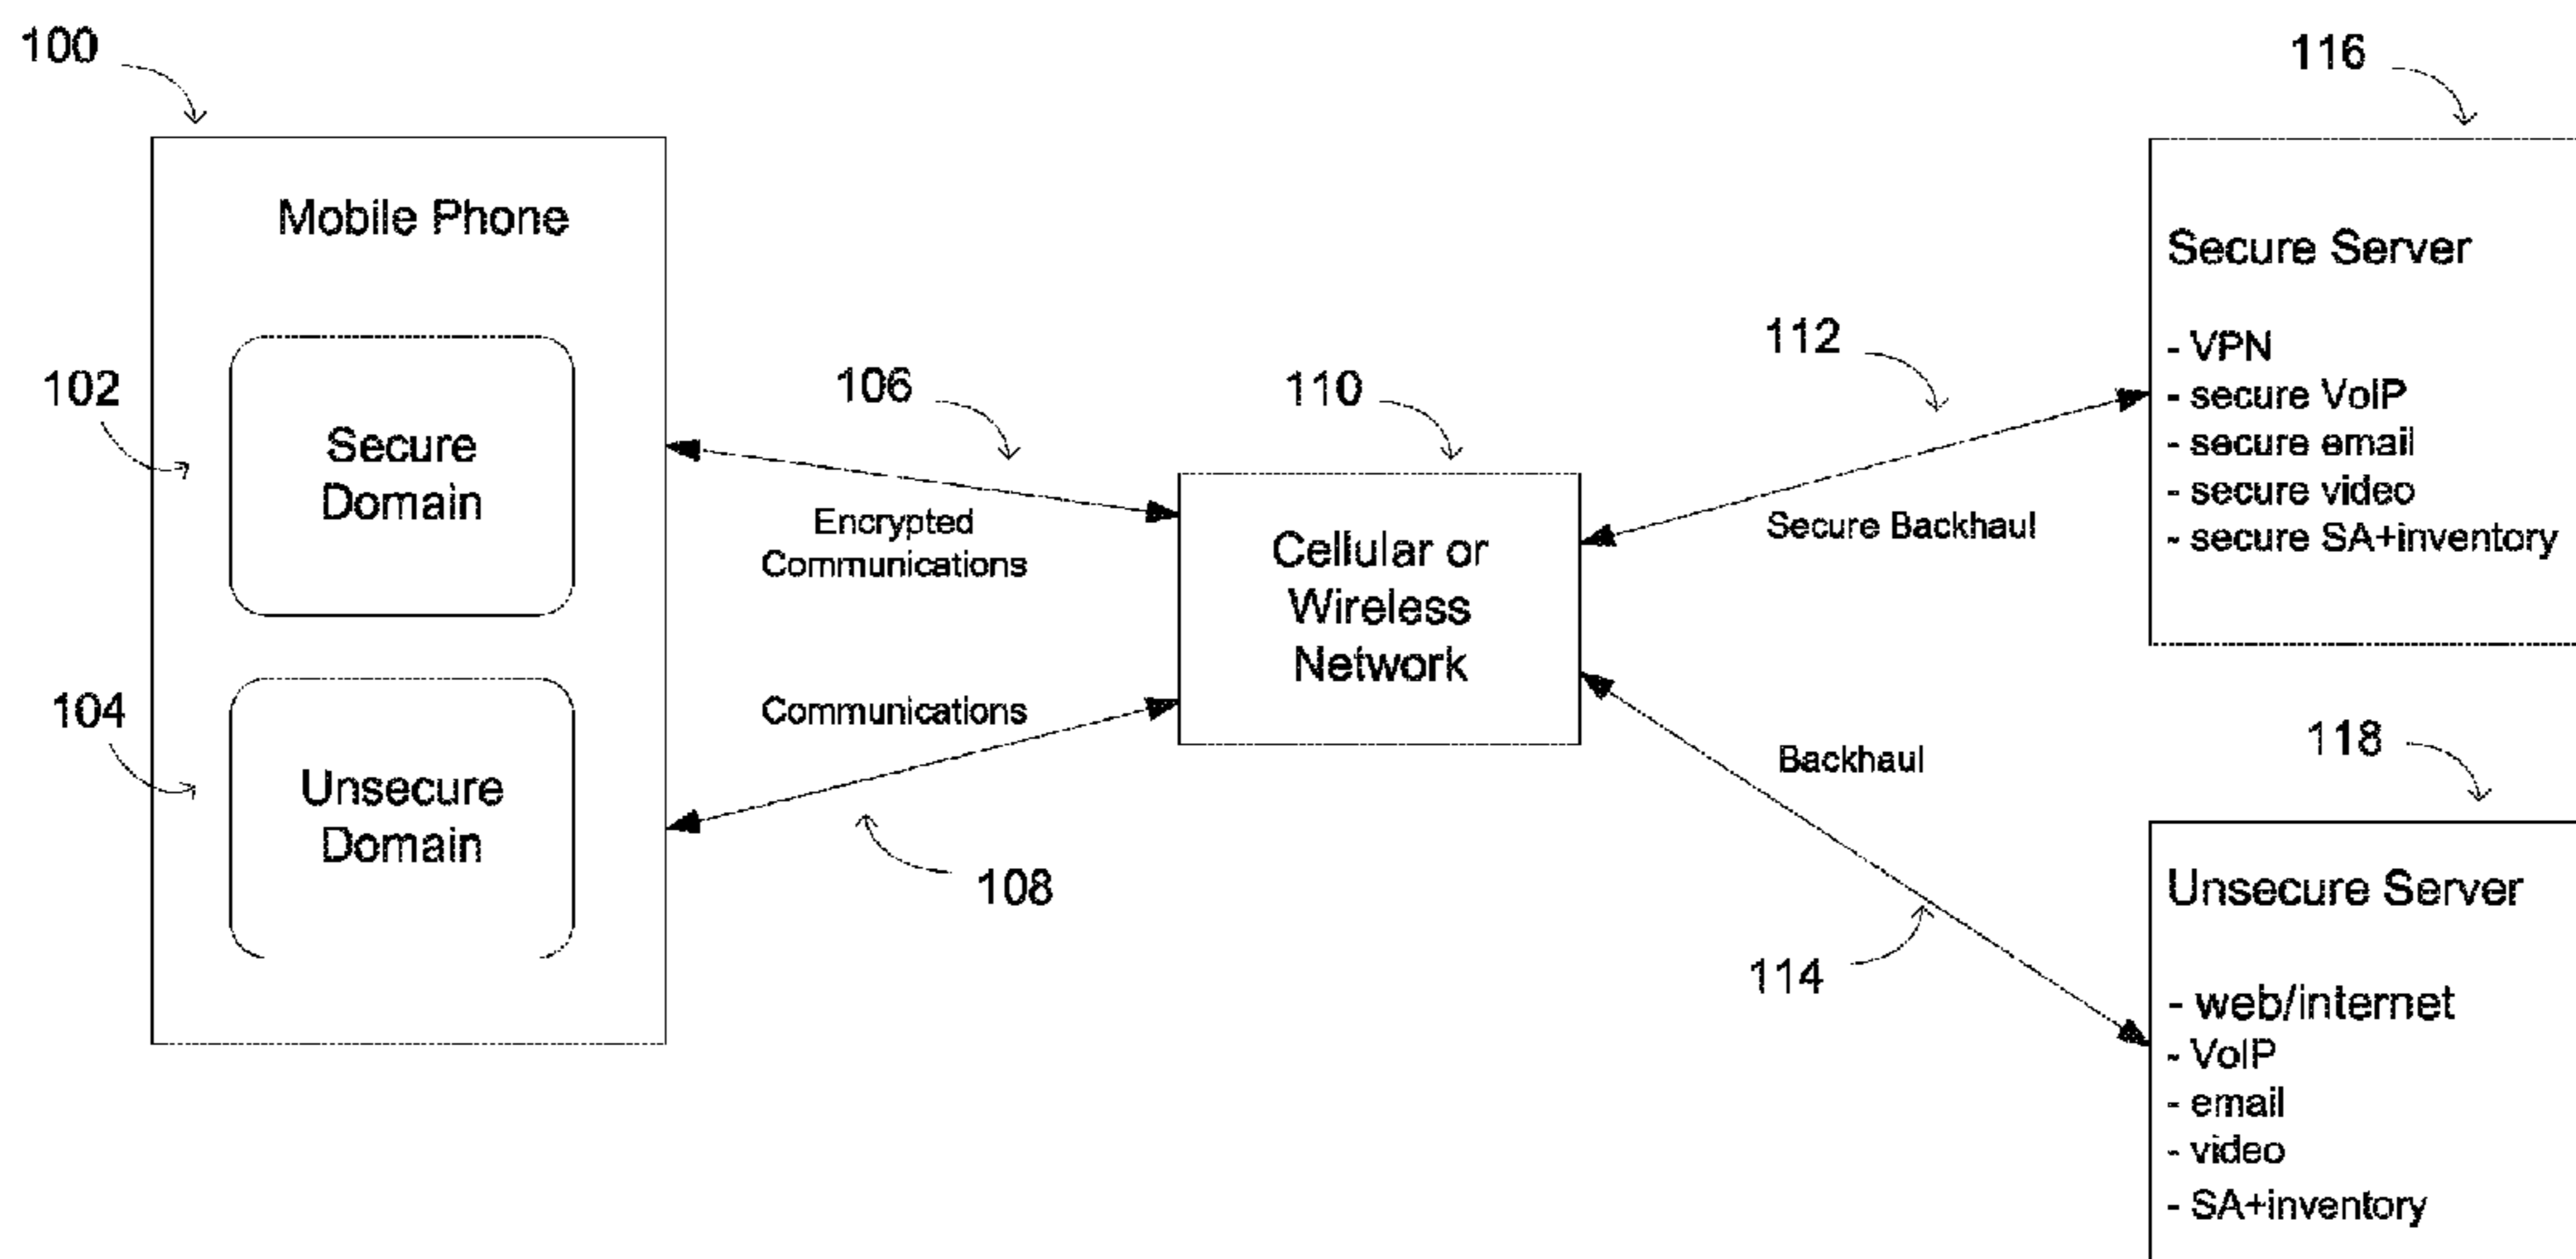 100
Mobile Phone
102
Secure
Domain
104
Unsecure
Domain
106
Encrypted
Communications
Communications
108
110
Cellular or
Wireless
Network
112
Secure Backhaul
Backhaul
114
116
Secure Server
- VPN
- secure VoIP
- secure email
- secure video
- secure SA+inventory
118
Unsecure Server
- web/internet
- VoIP
- email
- video
- SA+inventory